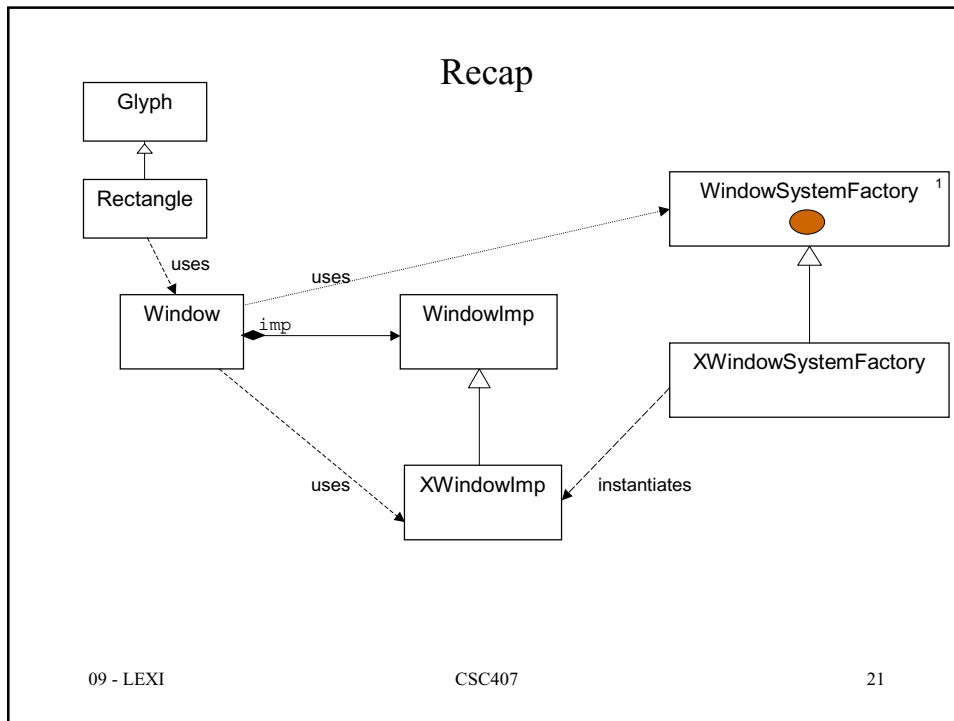 Recap
Glyph
Rectangle
WindowSystemFactory
1
uses
uses
Window
imp
WindowImp
XWindowSystemFactory
uses
XWindowImp
instantiates
09 - LEXI
CSC407
21